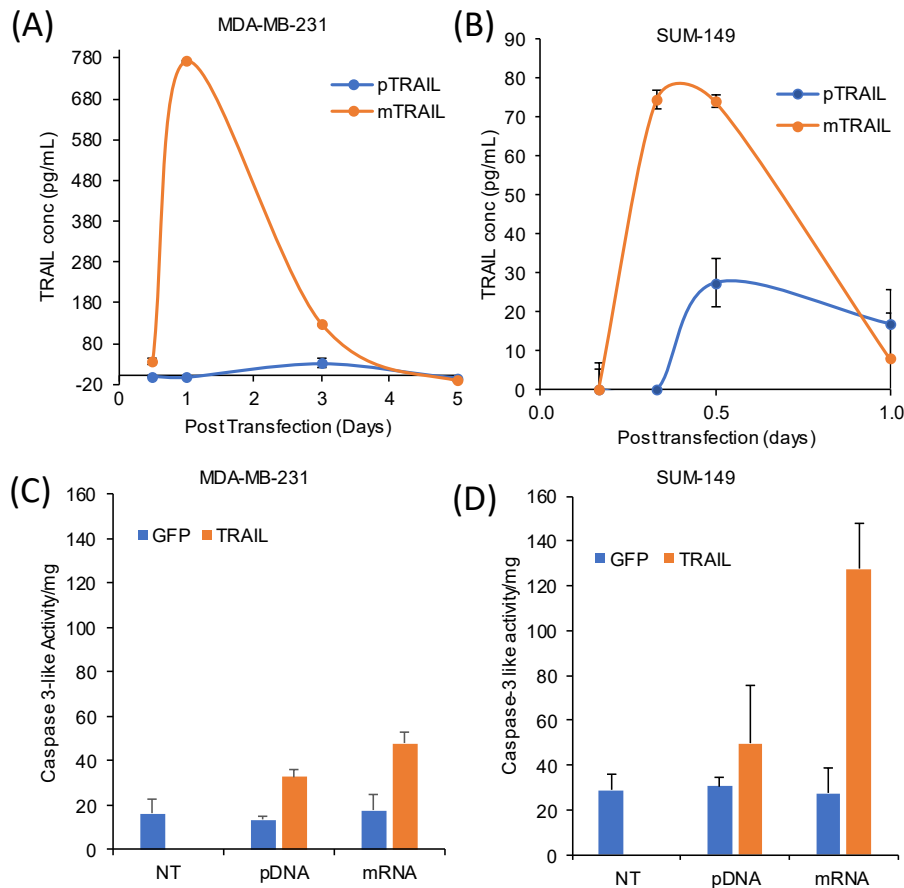 (A)
MDA-MB-231
TRAIL conc (pg/mL)
780
680
580
480
380
280
180
80
-20
pTRAIL
mTRAIL
0 1 2 3 4 5
Post Transfection (Days)
(B)
SUM-149
TRAIL conc (pg/mL)
90
80
70
60
50
40
30
20
10
0
pTRAIL
mTRAIL
0.0 0.5 1.0
Post transfection (days)
(C)
MDA-MB-231
Caspase 3-like Activity/mg
160
140
120
100
80
60
40
20
0
GFP TRAIL
NT pDNA mRNA
(D)
SUM-149
Caspase-3 like activity/mg
160
140
120
100
80
60
40
20
0
GFP TRAIL
NT pDNA mRNA